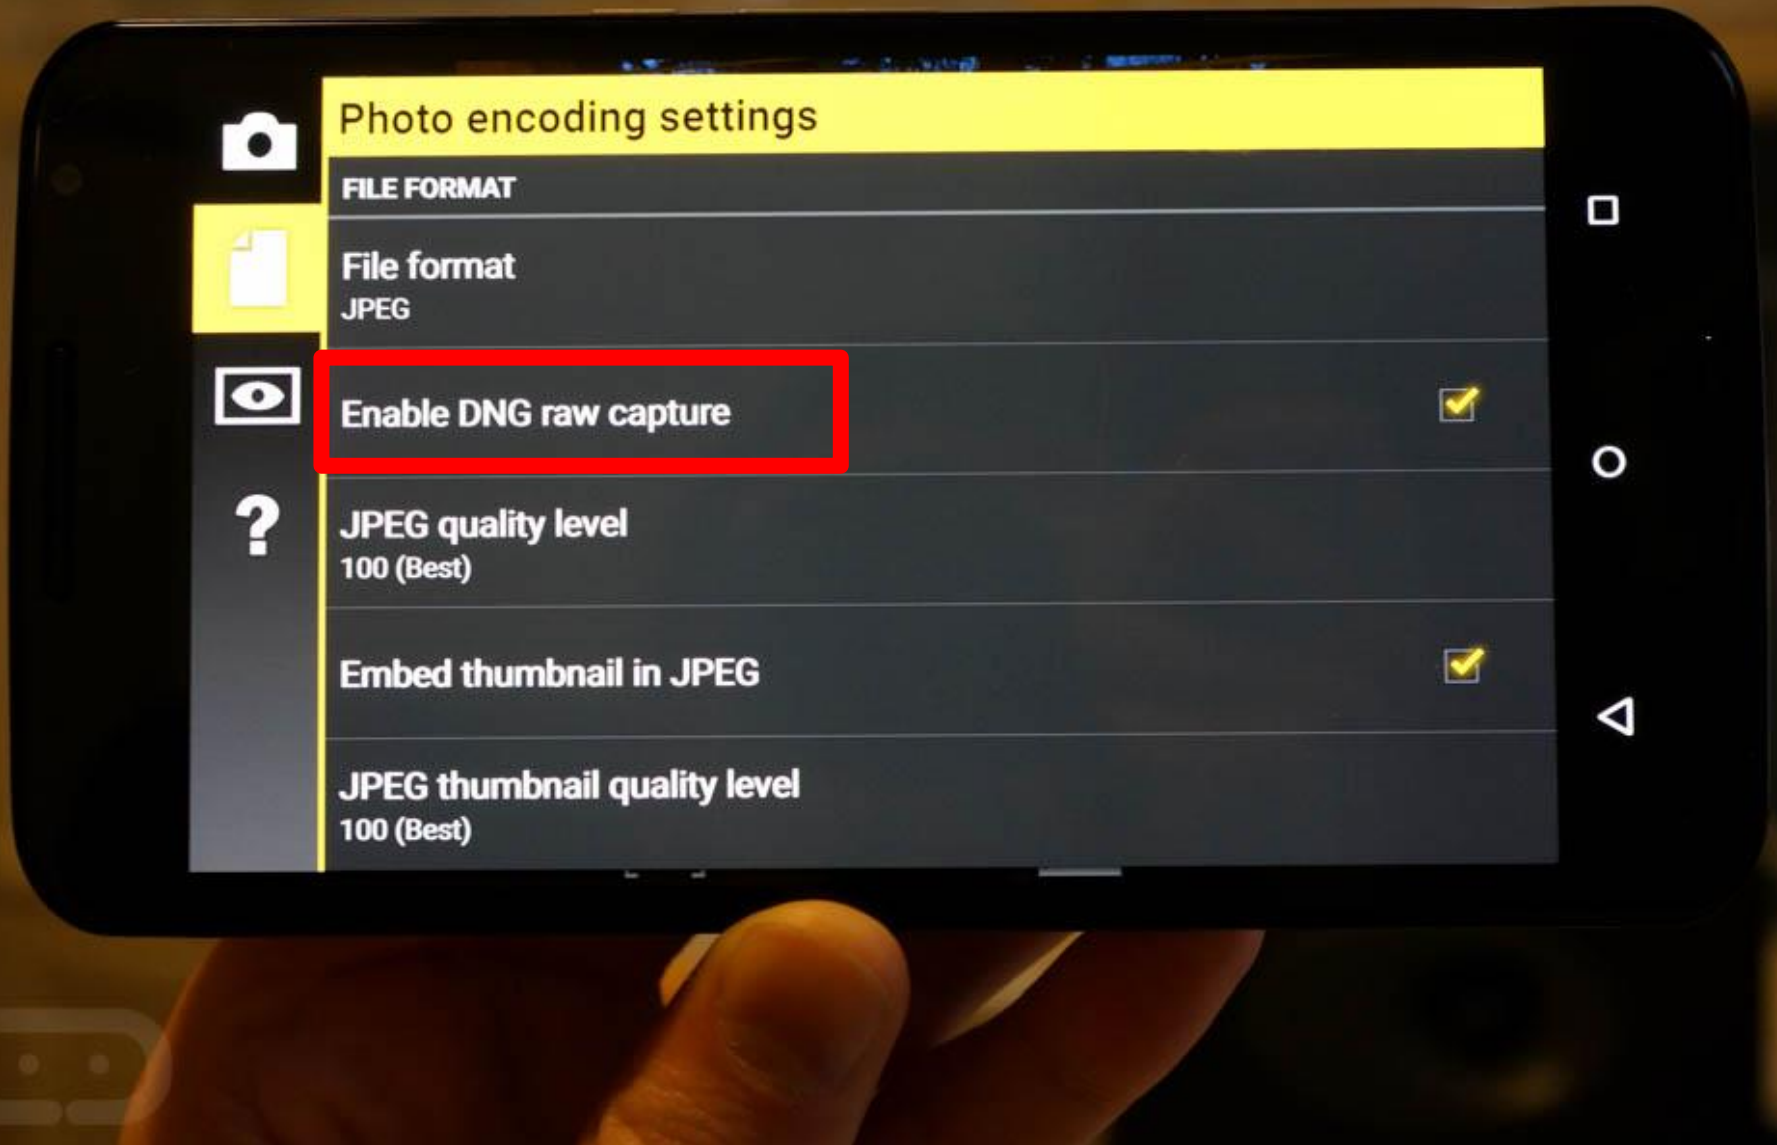 Photo encoding settings
FILE FORMAT
File format
JPEG
Enable DNG raw capture
JPEG quality level
100 (Best)
Embed thumbnail in JPEG
JPEG thumbnail quality level
100 (Best)